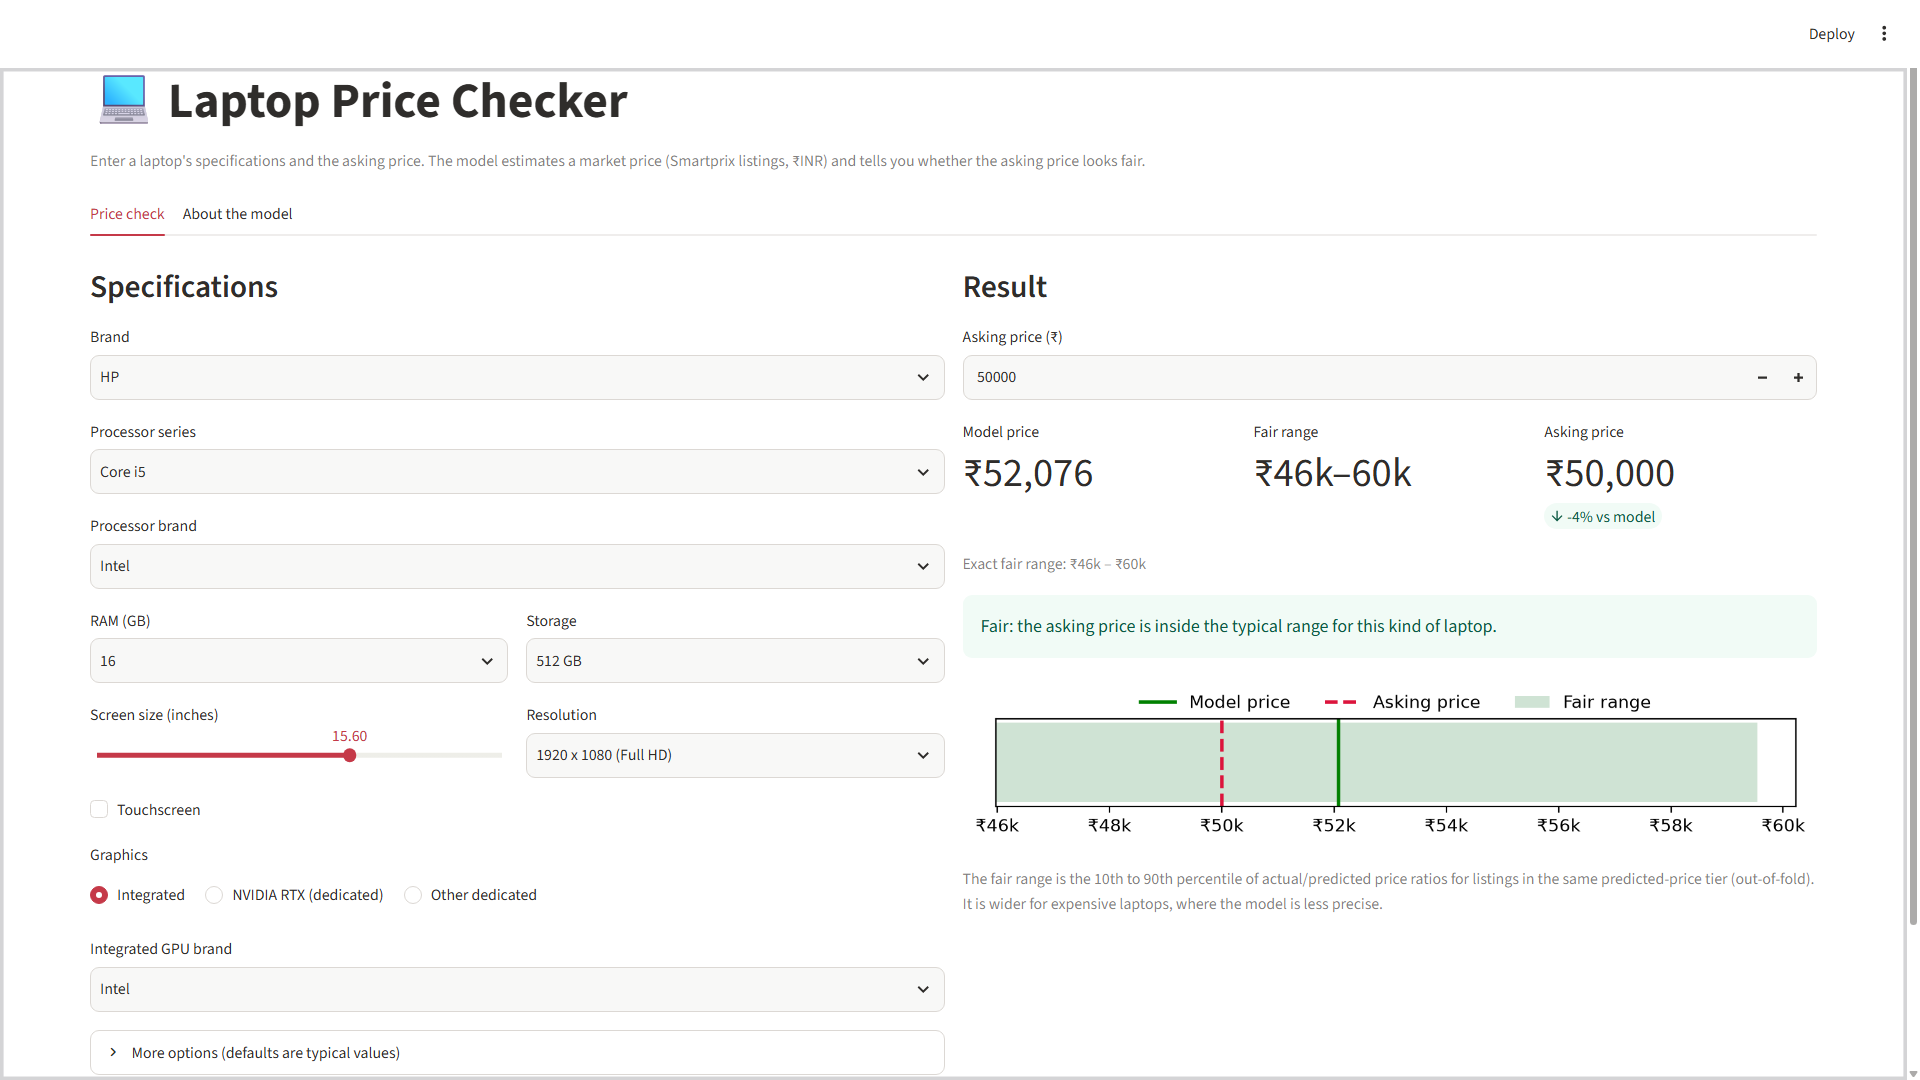 Deploy
Laptop Price Checker
Enter a laptop's specifications and the asking price. The model estimates a market price (Smartprix listings, ₹INR) and tells you whether the asking price looks fair.
Price check
About the model
Specifications
Brand
HP
Processor series
Core i5
Processor brand
Intel
RAM (GB)
16
Storage
512 GB
Screen size (inches)
15.60
Resolution
1920 x 1080 (Full HD)
Touchscreen
Graphics
Integrated
NVIDIA RTX (dedicated)
Other dedicated
Integrated GPU brand
Intel
More options (defaults are typical values)
Result
Asking price (₹)
50000
Model price
₹52,076
Fair range
₹46k–60k
Asking price
₹50,000
-4% vs model
Exact fair range: ₹46k – ₹60k
Fair: the asking price is inside the typical range for this kind of laptop.
Model price
Asking price
Fair range
₹46k
₹48k
₹50k
₹52k
₹54k
₹56k
₹58k
₹60k
The fair range is the 10th to 90th percentile of actual/predicted price ratios for listings in the same predicted-price tier (out-of-fold).
It is wider for expensive laptops, where the model is less precise.